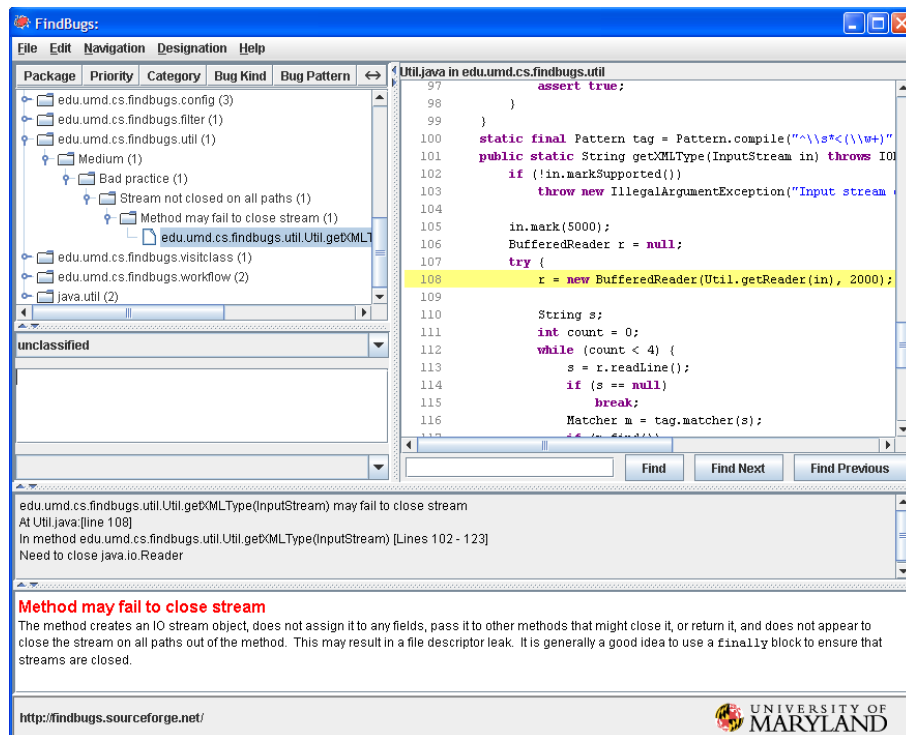 FindBugs:
File Edit Navigation Designation Help
Package Priority Category Bug Kind Bug Pattern
edu.umd.cs.findbugs.config (3)
edu.umd.cs.findbugs.filter (1)
edu.umd.cs.findbugs.util (1)
Medium (1)
Bad practice (1)
Stream not closed on all paths (1)
Method may fail to close stream (1)
edu.umd.cs.findbugs.util.Util.getXMLT
edu.umd.cs.findbugs.visitclass (1)
edu.umd.cs.findbugs.workflow (2)
java.util (2)
unclassified
Util.java in edu.umd.cs.findbugs.util
97 assert true;
98 }
99 }
100 static final Pattern tag = Pattern.compile("^\\s*<(\\w+)"
101 public static String getXMLType(InputStream in) throws IO
102 if (!in.markSupported())
103 throw new IllegalArgumentException("Input stream
104
105 in.mark(5000);
106 BufferedReader r = null;
107 try {
108 r = new BufferedReader(Util.getReader(in), 2000);
109
110 String s;
111 int count = 0;
112 while (count < 4) {
113 s = r.readLine();
114 if (s == null)
115 break;
116 Matcher m = tag.matcher(s);
Find Find Next Find Previous
edu.umd.cs.findbugs.util.Util.getXMLType(InputStream) may fail to close stream
At Util.java:[line 108]
In method edu.umd.cs.findbugs.util.Util.getXMLType(InputStream) [Lines 102 - 123]
Need to close java.io.Reader
Method may fail to close stream
The method creates an IO stream object, does not assign it to any fields, pass it to other methods that might close it, or return it, and does not appear to
close the stream on all paths out of the method. This may result in a file descriptor leak. It is generally a good idea to use a finally block to ensure that
streams are closed.
http://findbugs.sourceforge.net/
UNIVERSITY OF
MARYLAND